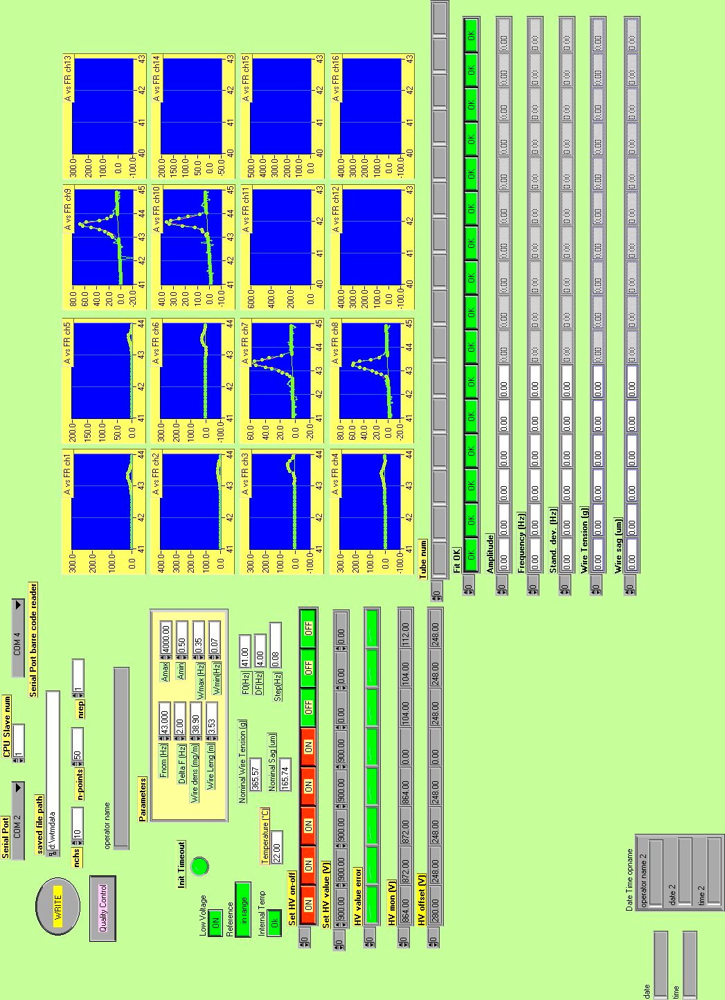 Serial Port
COM 2
CPU Slave num
1
COM 4
Serial Port barre code reader
saved file path
d:\wtmdata
WRITE
nchs
10
n-points
50
nrep
1
Quality Control
operator name
Parameters
Fnom (Hz) 43.000
Amax 4000.00
Delta F (Hz) 2.00
Amin 0.50
Wire dens (mg/m) 38.90
Wmax (Hz) 0.35
Wire Leng (m) 3.53
Wmin(Hz) 0.07
Init Timeout
Low Voltage
ON
Reference
in range
Internal Temp
Ok
Temperature (°C)
22.00
Nominal Wire Tension (g)
365.57
Nominal Sag (um)
165.74
F0(Hz) 41.00
DF(Hz) 4.00
Step(Hz) 0.08
Set HV on-off
0 ON ON ON ON ON OFF OFF OFF
Set HV value (V)
0 900.00 900.00 900.00 900.00 900.00 0.00 0.00 0.00
HV value error
0
HV mon (V)
0 864.00 872.00 872.00 864.00 0.00 104.00 104.00 112.00
HV offset (V)
0 280.00 248.00 248.00 248.00 248.00 248.00 248.00 248.00
A vs FR ch1
300.0
200.0
100.0
0.0
41 42 43 44
A vs FR ch5
200.0
150.0
100.0
50.0
0.0
41 42 43 44
A vs FR ch9
80.0
60.0
40.0
20.0
0.0
-20.0
41 42 43 44 45
A vs FR ch13
300.0
200.0
100.0
0.0
-100.0
40 41 42 43
A vs FR ch2
300.0
200.0
100.0
0.0
41 42 43 44
A vs FR ch6
300.0
200.0
100.0
0.0
-100.0
41 42 43 44
A vs FR ch10
40.0
30.0
20.0
10.0
0.0
-10.0
41 42 43 44 45
A vs FR ch14
200.0
150.0
100.0
50.0
0.0
-50.0
40 41 42 43
A vs FR ch3
300.0
200.0
100.0
0.0
-100.0
41 42 43 44
A vs FR ch7
60.0
40.0
20.0
0.0
-20.0
41 42 43 44 45
A vs FR ch11
600.0
400.0
200.0
0.0
40 41 42 43
A vs FR ch15
500.0
400.0
300.0
200.0
100.0
0.0
-100.0
40 41 42 43
A vs FR ch4
300.0
200.0
100.0
0.0
-100.0
41 42 43 44
A vs FR ch8
80.0
60.0
40.0
20.0
0.0
-20.0
41 42 43 44 45
A vs FR ch12
400.0
300.0
200.0
100.0
0.0
-100.0
40 41 42 43
A vs FR ch16
400.0
300.0
200.0
100.0
0.0
-100.0
40 41 42 43
Tube num
0
Fit OK
0 OK OK OK OK OK OK OK OK OK OK OK OK OK OK OK OK
Amplitude
0 0.00 0.00 0.00 0.00 0.00 0.00 0.00 0.00 0.00 0.00 0.00 0.00 0.00 0.00 0.00 0.00
Frequency (Hz)
0 0.00 0.00 0.00 0.00 0.00 0.00 0.00 0.00 0.00 0.00 0.00 0.00 0.00 0.00 0.00 0.00
Stand. dev. (Hz)
0 0.00 0.00 0.00 0.00 0.00 0.00 0.00 0.00 0.00 0.00 0.00 0.00 0.00 0.00 0.00 0.00
Wire Tension (g)
0 0.00 0.00 0.00 0.00 0.00 0.00 0.00 0.00 0.00 0.00 0.00 0.00 0.00 0.00 0.00 0.00
Wire sag (um)
0 0.00 0.00 0.00 0.00 0.00 0.00 0.00 0.00 0.00 0.00 0.00 0.00 0.00 0.00 0.00 0.00
date
time
Date Time opname
operator name 2
date 2
time 2